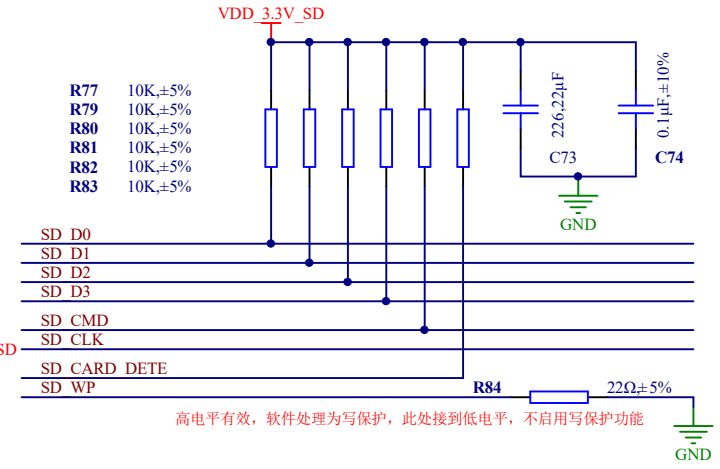 VDD_3.3V_SD
R77 10K,±5%
R79 10K,±5%
R80 10K,±5%
R81 10K,±5%
R82 10K,±5%
R83 10K,±5%
226,22μF
C73
0.1μF,±10%
C74
GND
SD_D0
SD_D1
SD_D2
SD_D3
SD_CMD
SD_CLK
SD
SD_CARD_DETE
SD_WP
R84 22Ω,±5%
高电平有效，软件处理为写保护，此处接到低电平，不启用写保护功能
GND